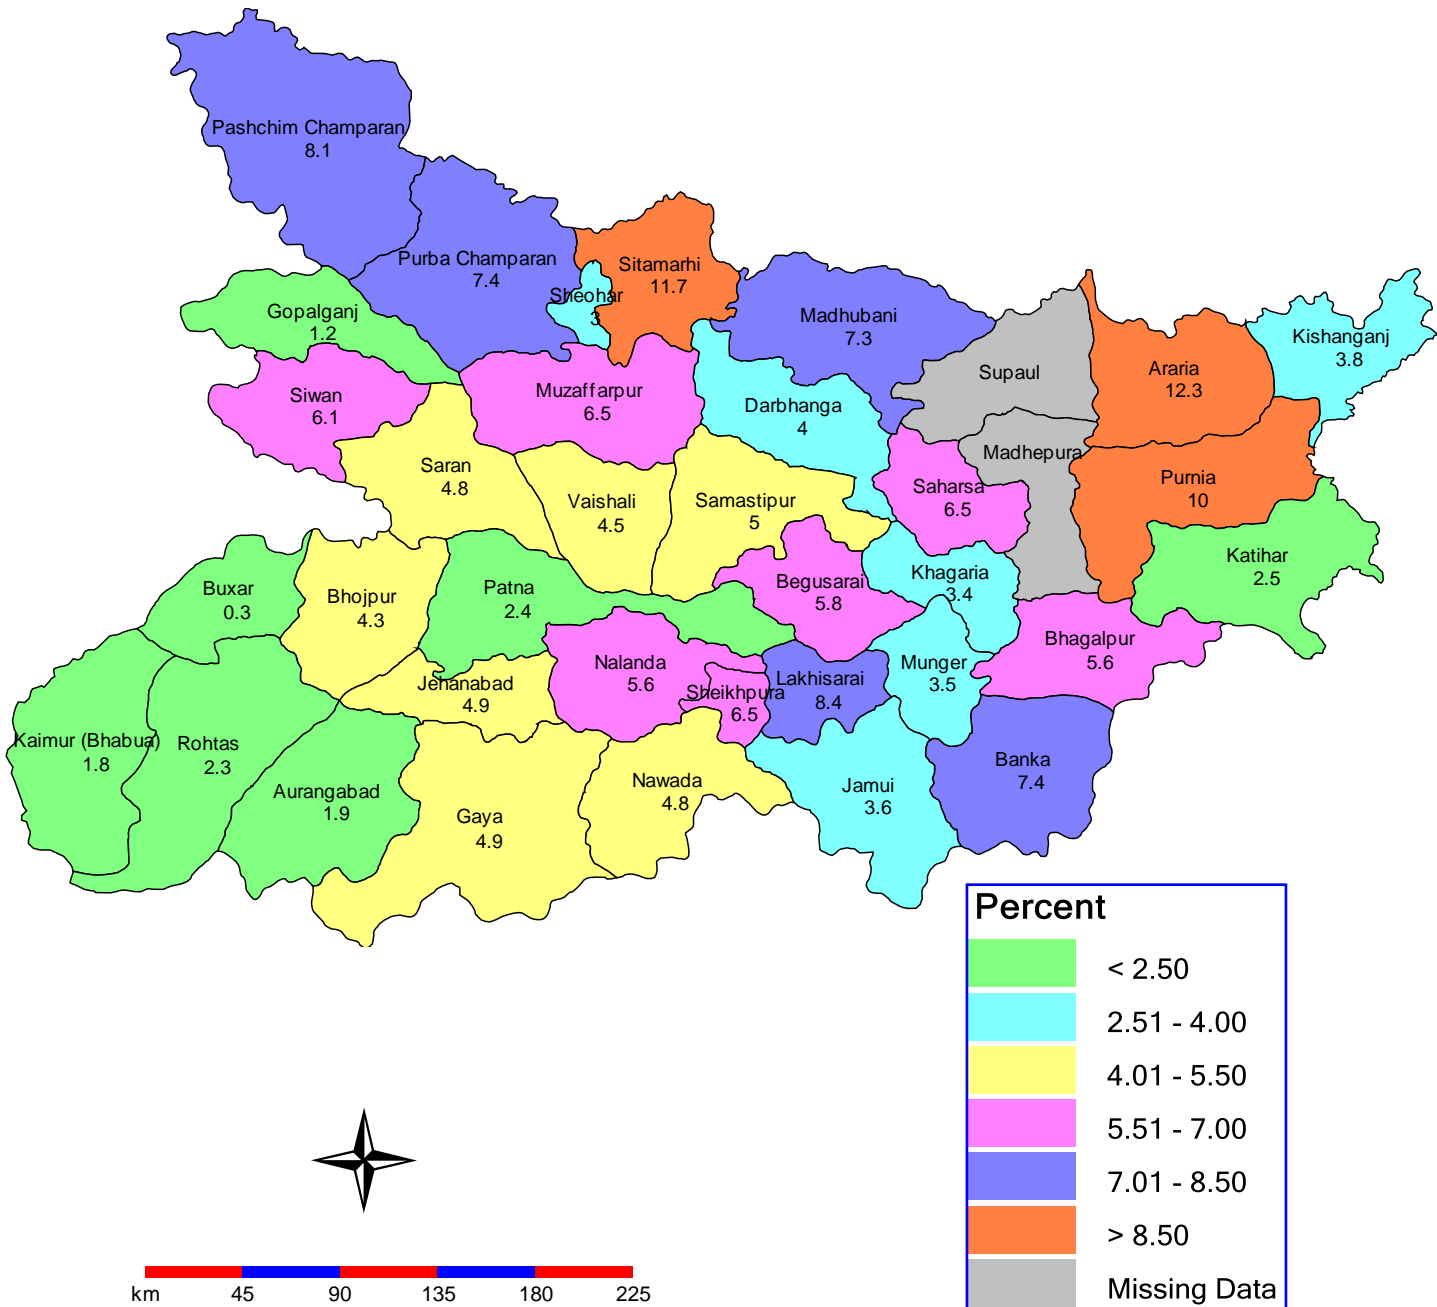 Pashchim Champaran
8.1
Purba Champaran
7.4
Sitamarhi
11.7
Sheohar
3
Gopalganj
1.2
Madhubani
7.3
Kishanganj
3.8
Supaul
Araria
12.3
Siwan
6.1
Muzaffarpur
6.5
Darbhanga
4
Madhepura
Saran
4.8
Vaishali
4.5
Samastipur
5
Saharsa
6.5
Purnia
10
Katihar
2.5
Buxar
0.3
Bhojpur
4.3
Patna
2.4
Begusarai
5.8
Khagaria
3.4
Bhagalpur
5.6
Jehanabad
4.9
Nalanda
5.6
Sheikhpura
6.5
Lakhisarai
8.4
Munger
3.5
Kaimur (Bhabua)
1.8
Rohtas
2.3
Aurangabad
1.9
Gaya
4.9
Nawada
4.8
Jamui
3.6
Banka
7.4
Percent
< 2.50
2.51 - 4.00
4.01 - 5.50
5.51 - 7.00
7.01 - 8.50
> 8.50
Missing Data
km 45 90 135 180 225